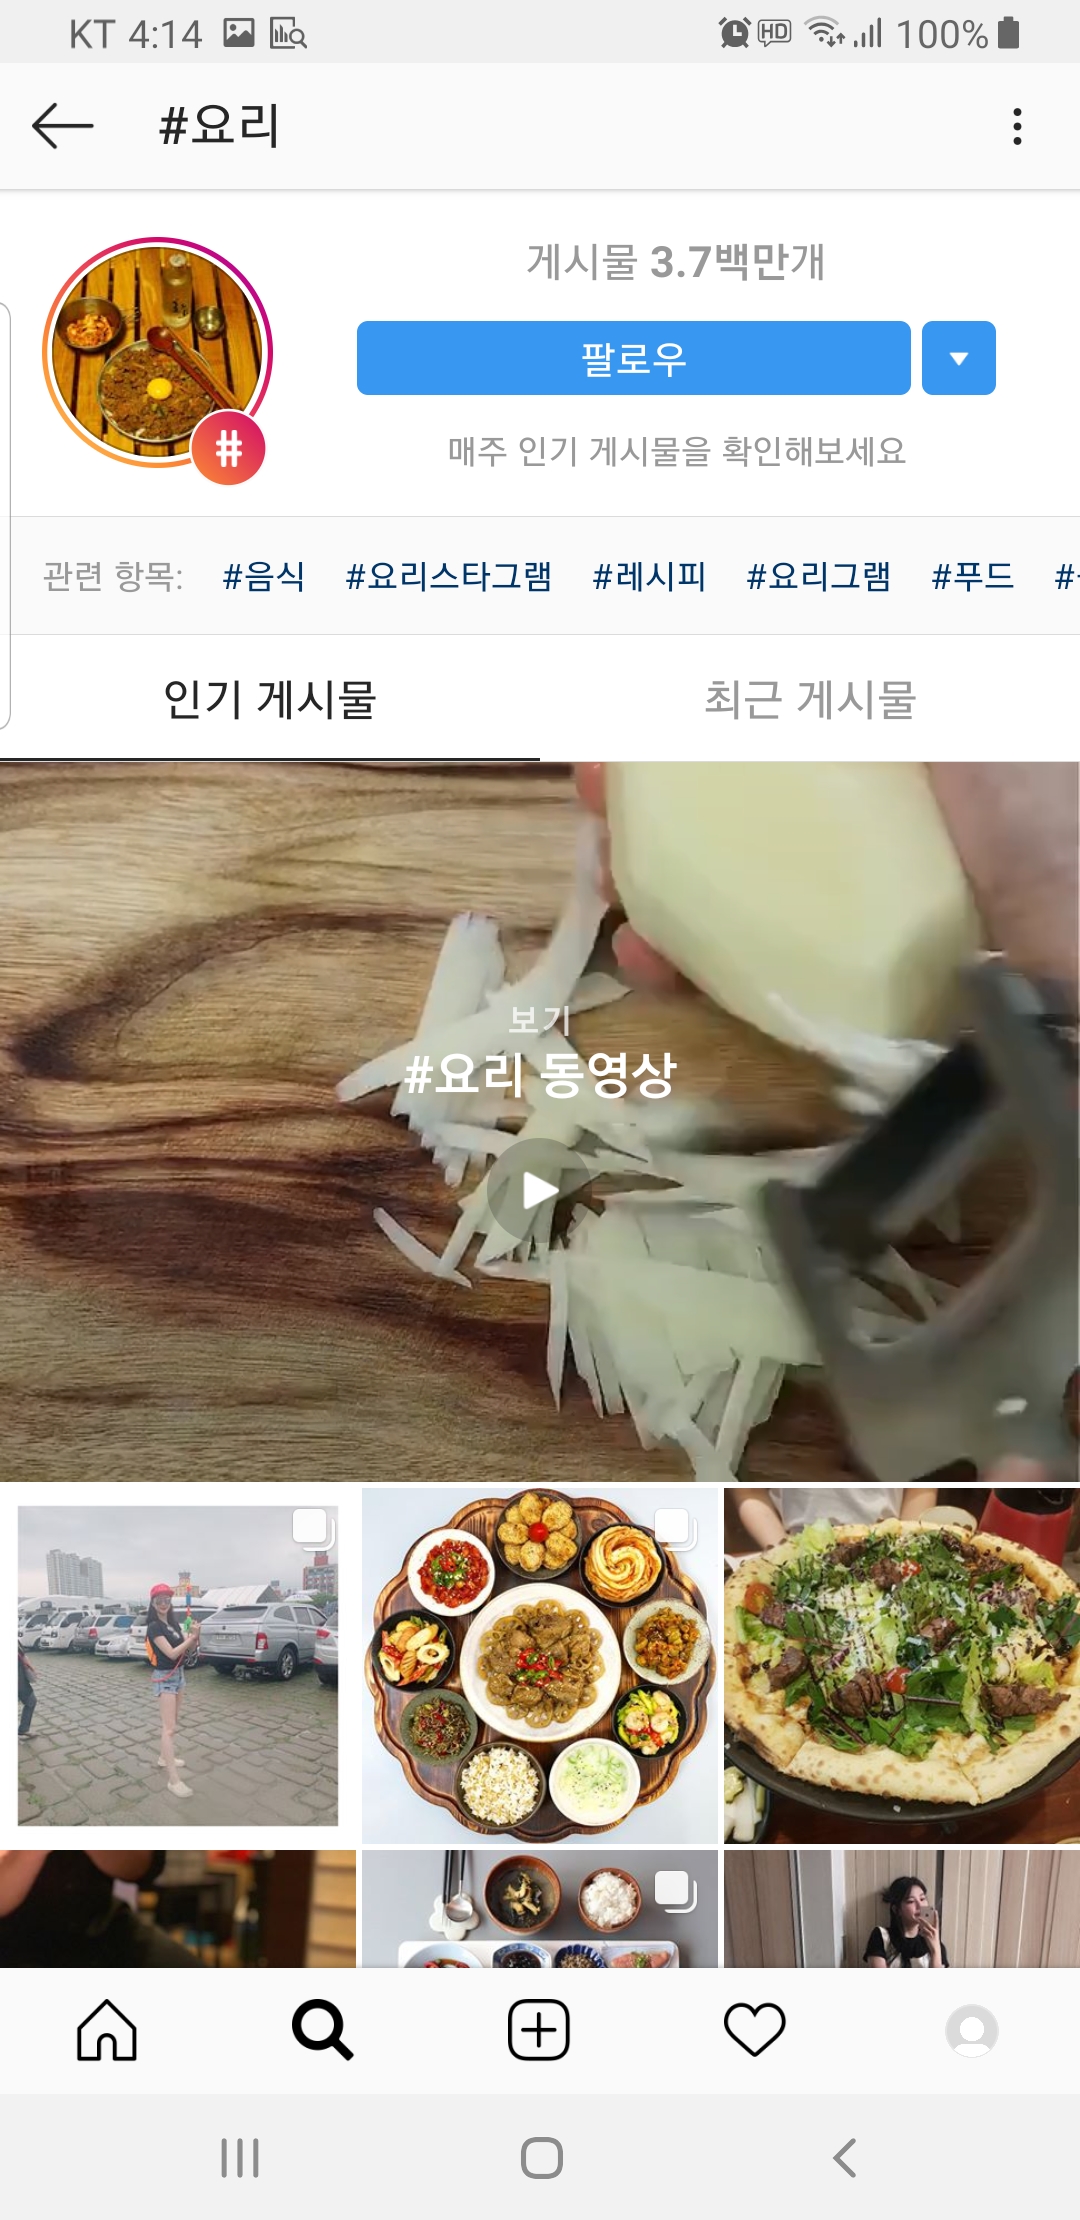 KT 4:14 HD 100%
#요리
게시물 3.7백만개
팔로우
#
매주 인기 게시물을 확인해보세요
관련 항목: #음식 #요리스타그램 #레시피 #요리그램 #푸드 #
인기 게시물 최근 게시물
보기
#요리 동영상